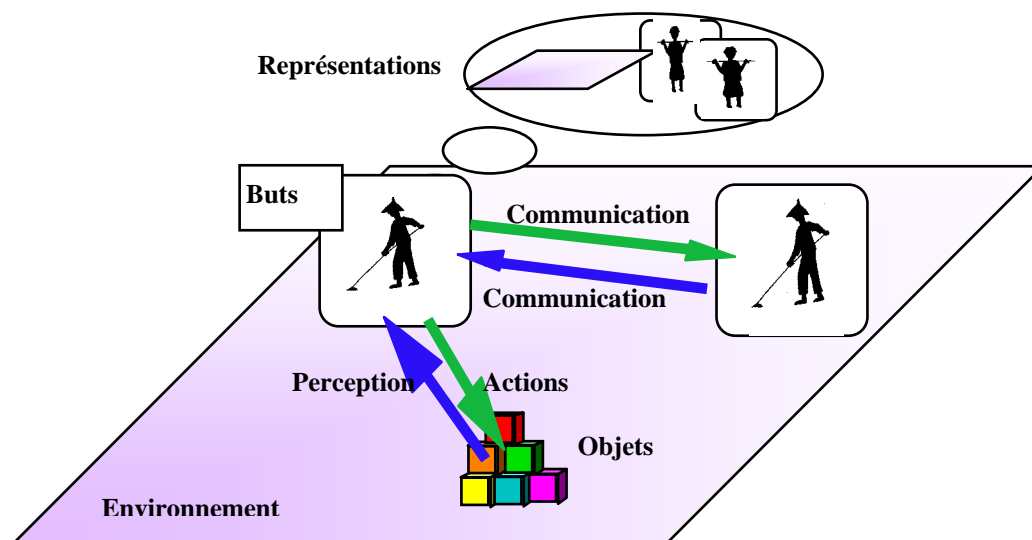 Représentations
Buts
Communication
Communication
Perception
Actions
Objets
Environnement